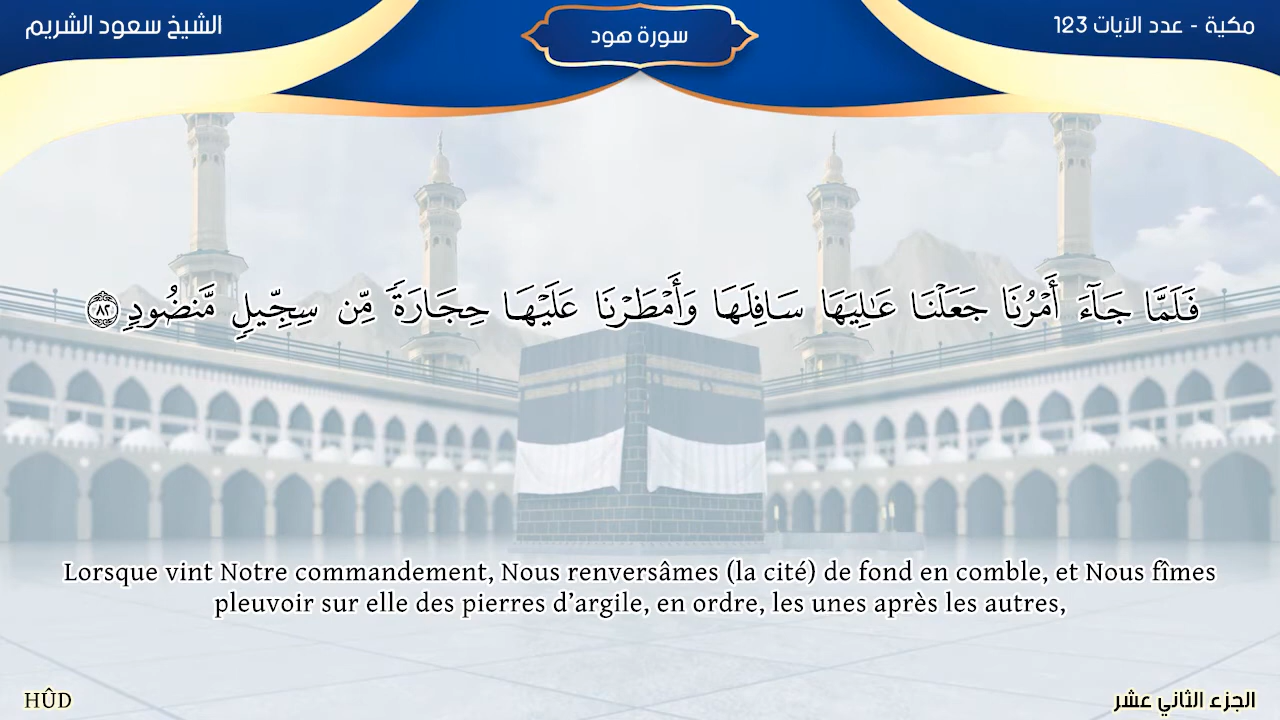 الشيخ سعود الشريم
سورة هود
مكية - عدد الآيات 123
فَلَمَّا جَآءَ أَمْرُنَا جَعَلْنَا عَٰلِيَهَا سَافِلَهَا وَأَمْطَرْنَا عَلَيْهَا حِجَارَةً مِّن سِجِّيلٍ مَّنضُودٍ ٨٢
Lorsque vint Notre commandement, Nous renversâmes (la cité) de fond en comble, et Nous fîmes
pleuvoir sur elle des pierres d’argile, en ordre, les unes après les autres,
HÛD
الجزء الثاني عشر